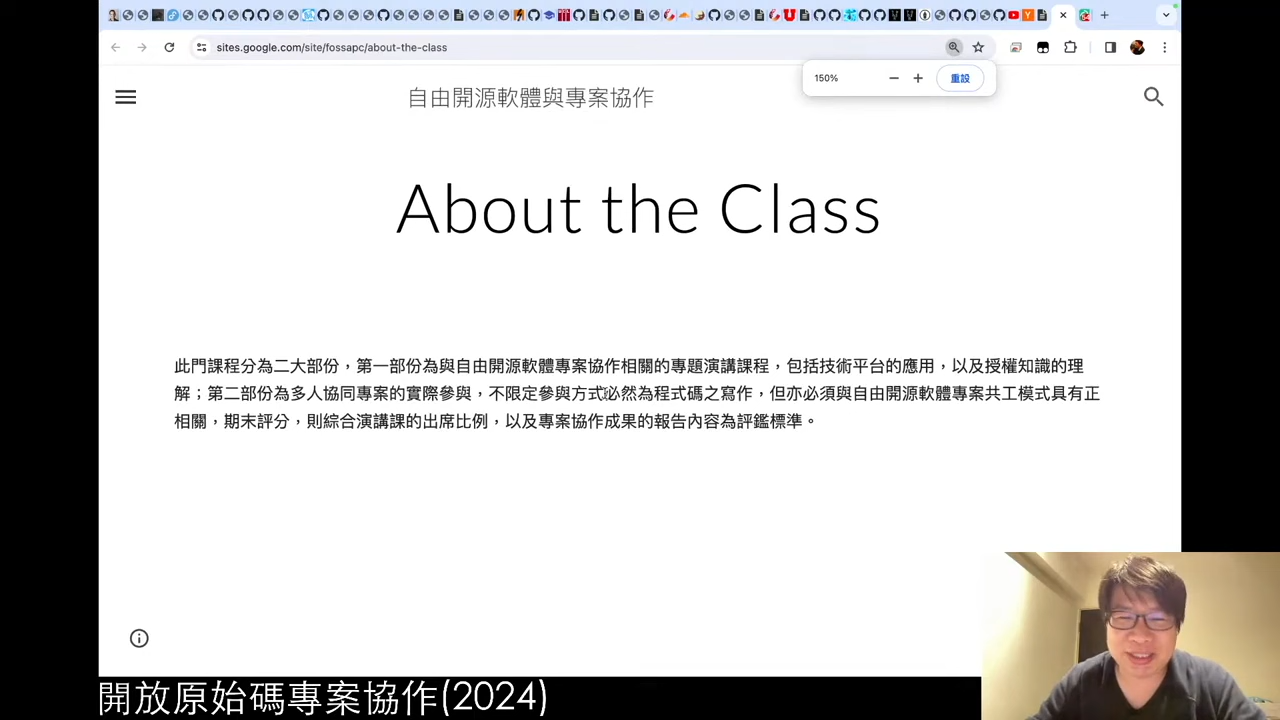 sites.google.com/site/fossapc/about-the-class
150%
重設
自由開源軟體與專案協作
About the Class
此門課程分為二大部份，第一部份為與自由開源軟體專案協作相關的專題演講課程，包括技術平台的應用，以及授權知識的理
解；第二部份為多人協同專案的實際參與，不限定參與方式必然為程式碼之寫作，但亦必須與自由開源軟體專案共工模式具有正
相關，期末評分，則綜合演講課的出席比例，以及專案協作成果的報告內容為評鑑標準。
開放原始碼專案協作(2024)